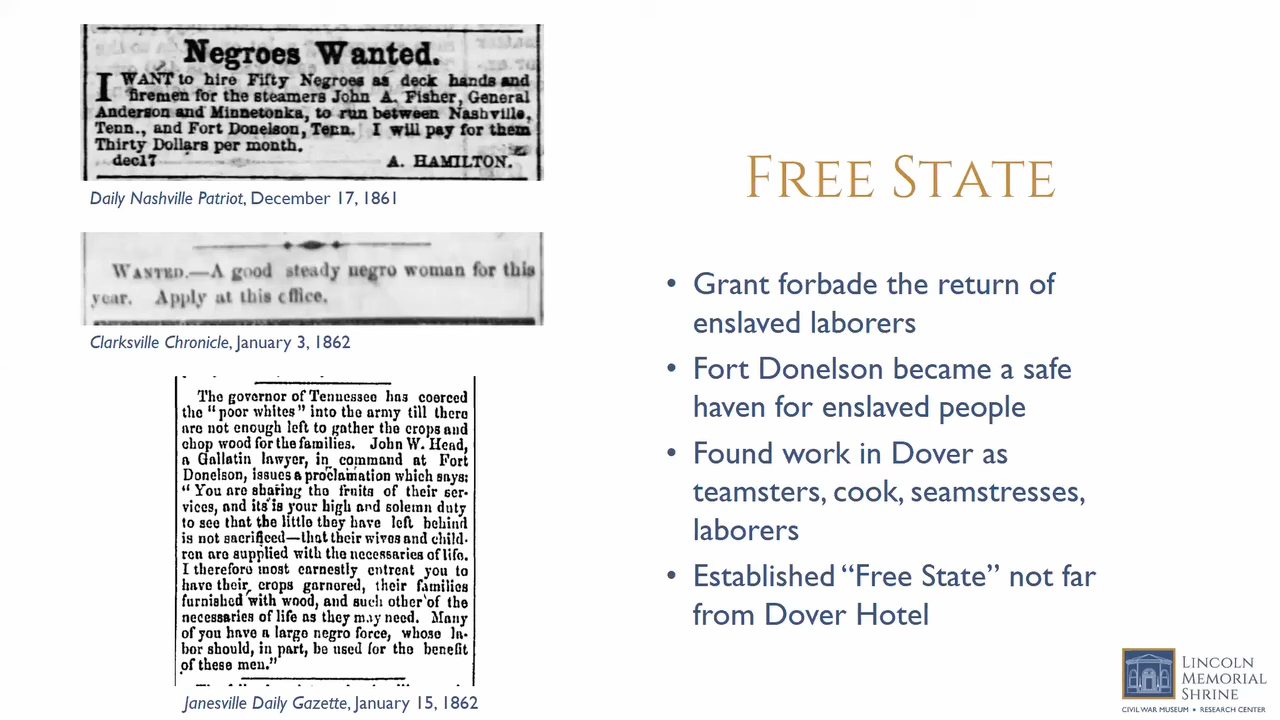 Negroes Wanted.
I WANT to hire Fifty Negroes as deck hands and
firemen for the steamers John A. Fisher, General
Anderson and Minnetonka, to run between Nashville,
Tenn., and Fort Donelson, Tenn. I will pay for them
Thirty Dollars per month.
dec17 A. HAMILTON.
Daily Nashville Patriot, December 17, 1861
WANTED.—A good steady negro woman for this
year. Apply at this office.
Clarksville Chronicle, January 3, 1862
The governor of Tennessee has coerced
the "poor whites" into the army till there
are not enough left to gather the crops and
chop wood for the families. John W. Head,
a Gallatin lawyer, in command at Fort
Donelson, issues a proclamation which says:
"You are sharing the fruits of their ser-
vices, and its is your high and solemn duty
to see that the little they have left behind
is not sacrificed—that their wives and child-
ren are supplied with the necessaries of life.
I therefore most earnestly entreat you to
have their crops garnored, their families
furnished with wood, and such other of the
necessaries of life as they may need. Many
of you have a large negro force, whose la-
bor should, in part, be used for the benefit
of these men."
Janesville Daily Gazette, January 15, 1862
FREE STATE
• Grant forbade the return of
enslaved laborers
• Fort Donelson became a safe
haven for enslaved people
• Found work in Dover as
teamsters, cook, seamstresses,
laborers
• Established “Free State” not far
from Dover Hotel
LINCOLN
MEMORIAL
SHRINE
CIVIL WAR MUSEUM • RESEARCH CENTER